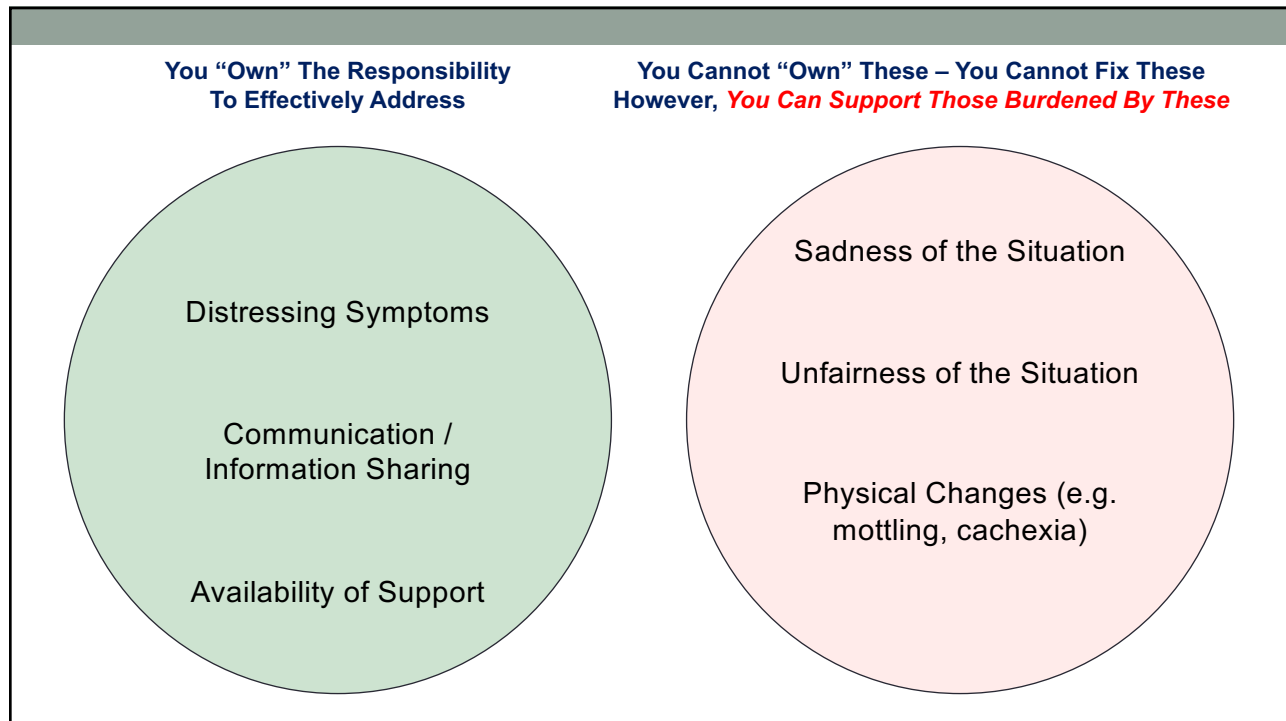 You “Own” The Responsibility
To Effectively Address
You Cannot “Own” These – You Cannot Fix These
However, You Can Support Those Burdened By These
Distressing Symptoms
Communication /
Information Sharing
Availability of Support
Sadness of the Situation
Unfairness of the Situation
Physical Changes (e.g.
mottling, cachexia)